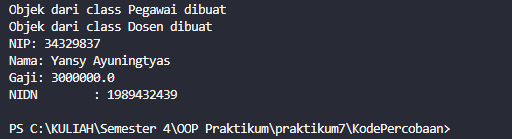 Objek dari class Pegawai dibuat
Objek dari class Dosen dibuat
NIP: 34329837
Nama: Yansy Ayuningtyas
Gaji: 3000000.0
NIDN       : 1989432439
PS C:\KULIAH\Semester 4\OOP Praktikum\praktikum7\KodePercobaan>